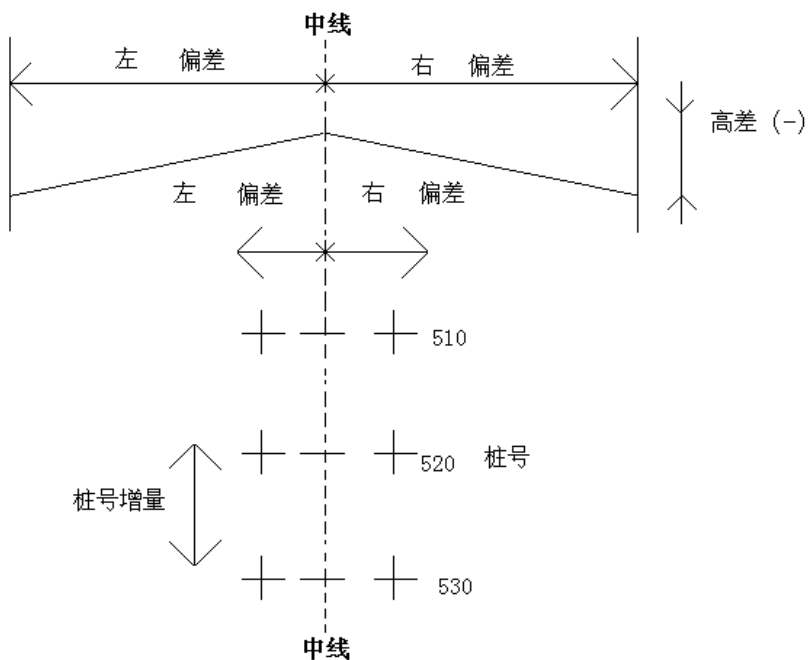 中线
左 偏差
右 偏差
高差 (-)
左 偏差
右 偏差
510
520 桩号
桩号增量
530
中线